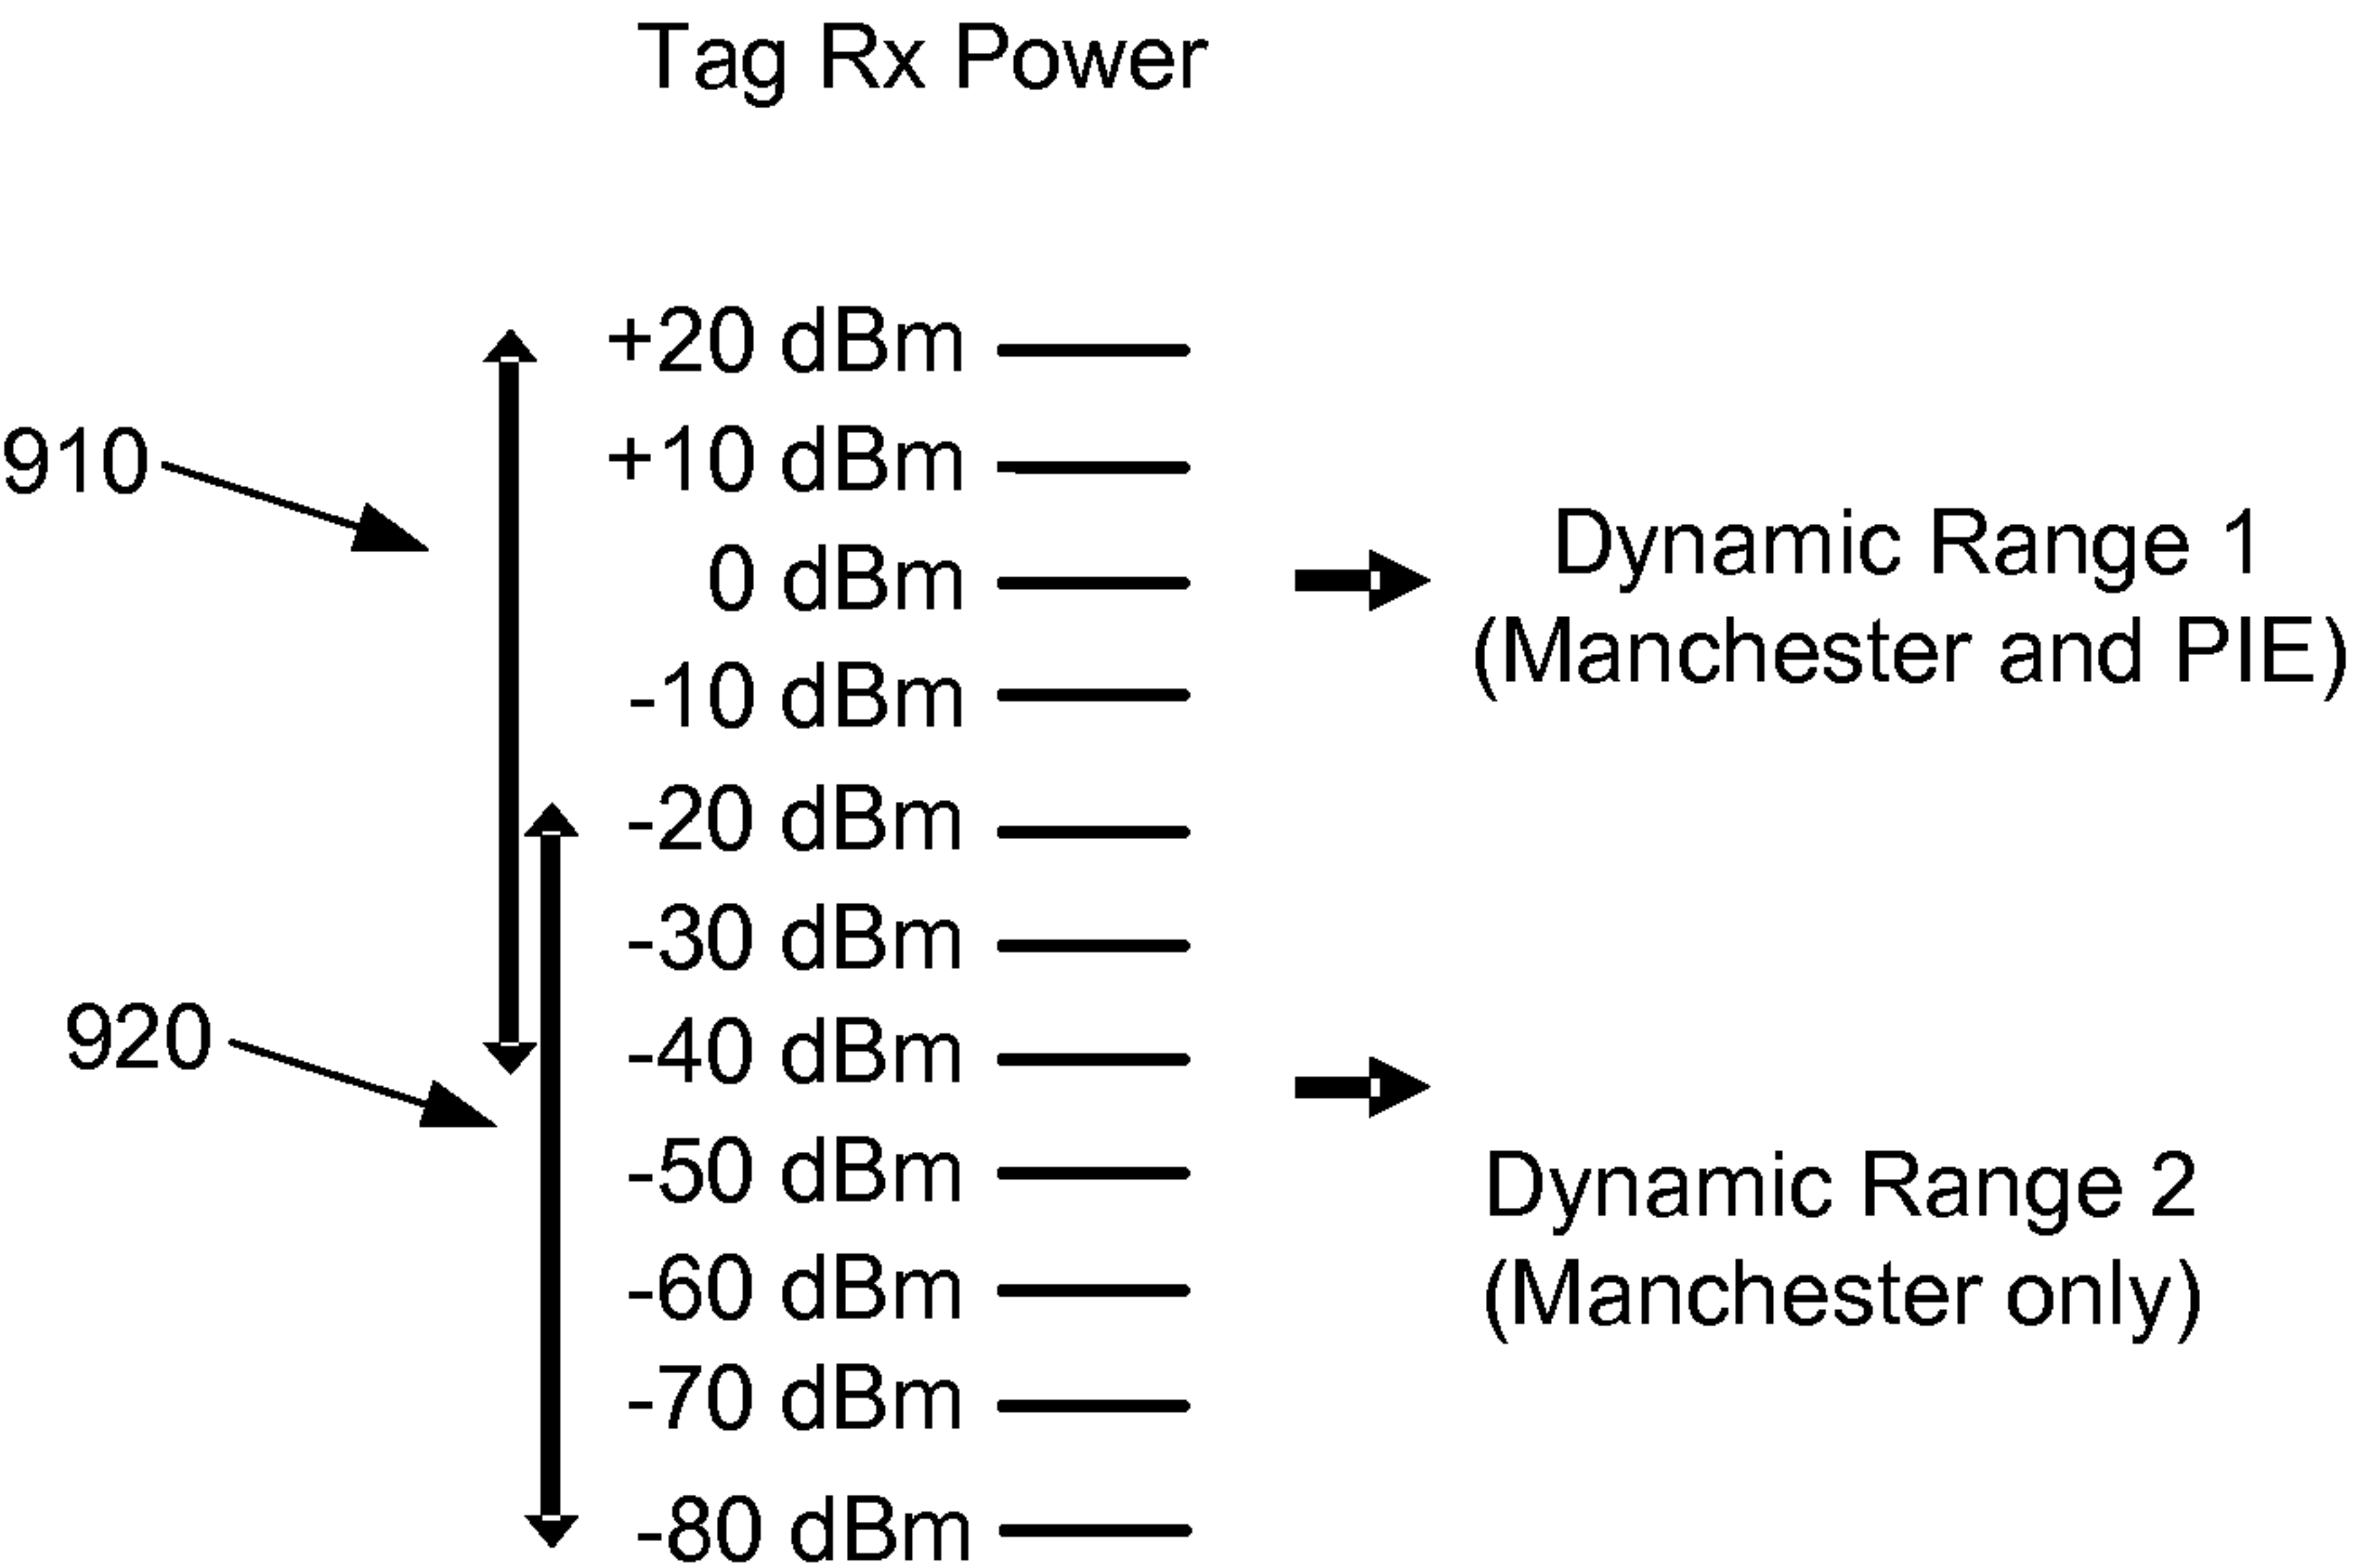 Tag Rx Power
+20 dBm
+10 dBm
910
0 dBm
Dynamic Range 1
(Manchester and PIE)
-10 dBm
-20 dBm
-30 dBm
920
-40 dBm
-50 dBm
Dynamic Range 2
(Manchester only)
-60 dBm
-70 dBm
-80 dBm